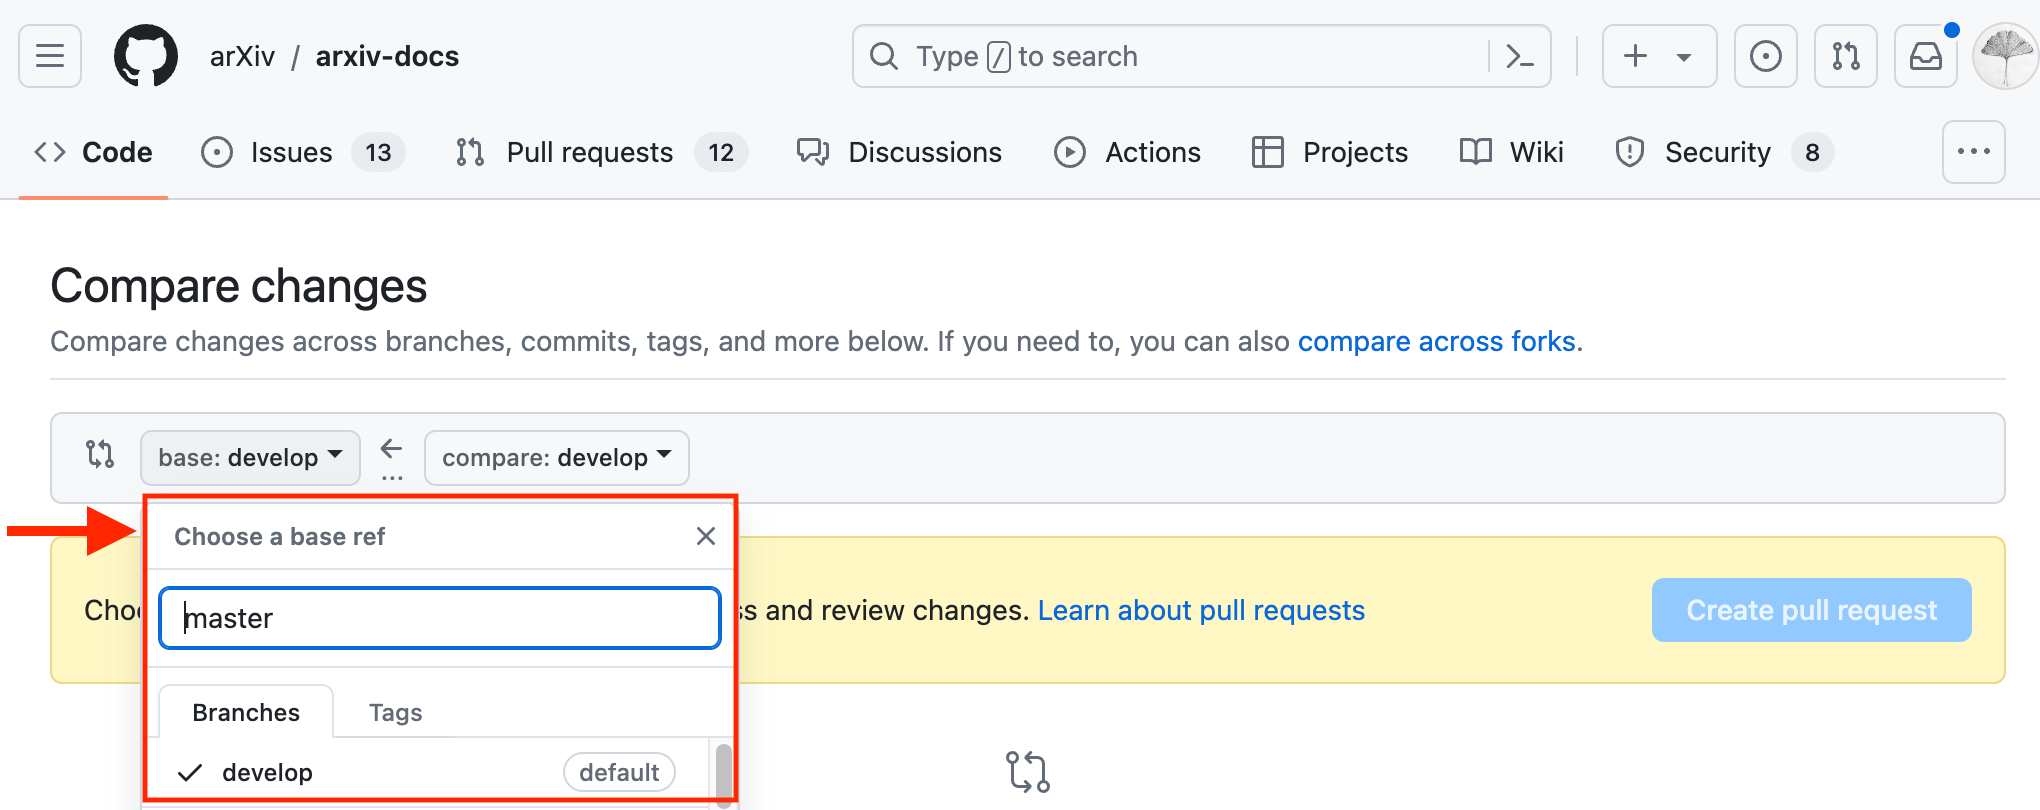 arXiv / arxiv-docs Type / to search
Code Issues 13 Pull requests 12 Discussions Actions Projects Wiki Security 8
Compare changes
Compare changes across branches, commits, tags, and more below. If you need to, you can also compare across forks.
base: develop compare: develop
Choose a base ref
and review changes. Learn about pull requests Create pull request
master
Branches Tags
develop default